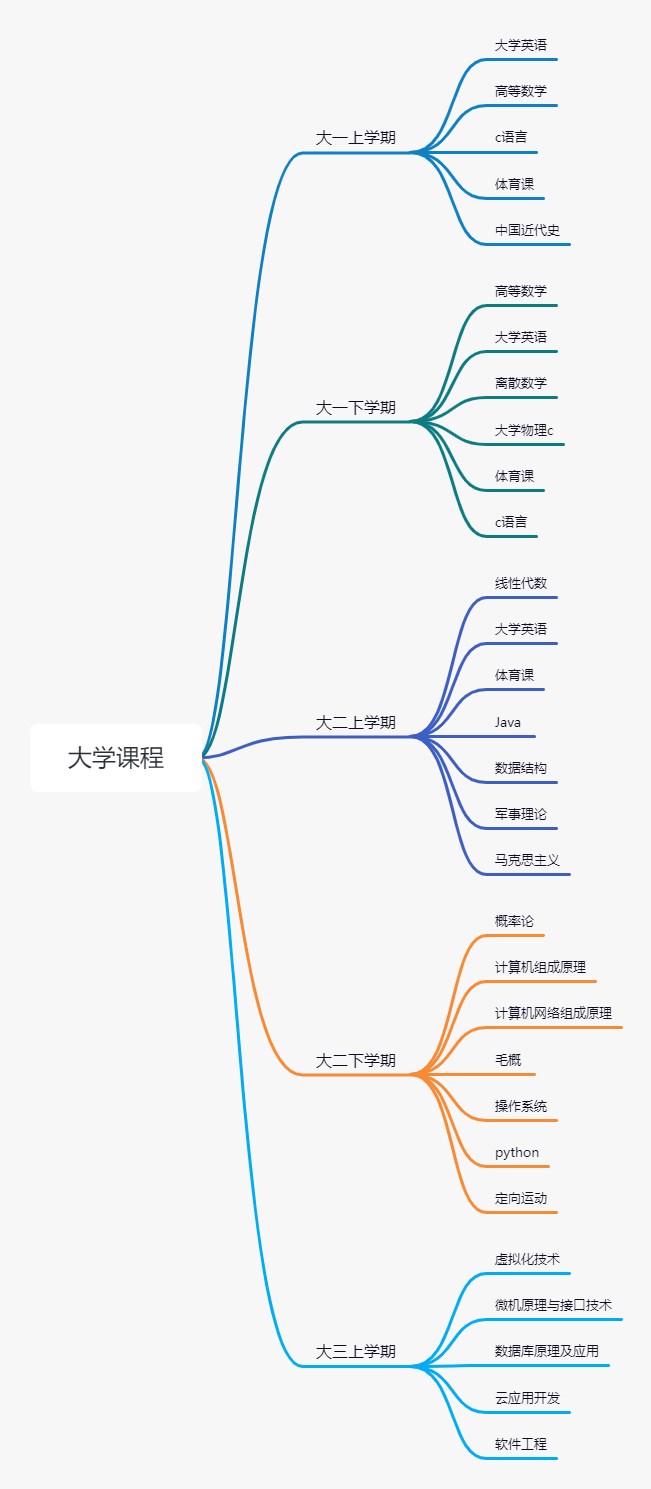 大学课程
大一上学期
大学英语
高等数学
c语言
体育课
中国近代史
大一下学期
高等数学
大学英语
离散数学
大学物理c
体育课
c语言
大二上学期
线性代数
大学英语
体育课
Java
数据结构
军事理论
马克思主义
大二下学期
概率论
计算机组成原理
计算机网络组成原理
毛概
操作系统
python
定向运动
大三上学期
虚拟化技术
微机原理与接口技术
数据库原理及应用
云应用开发
软件工程